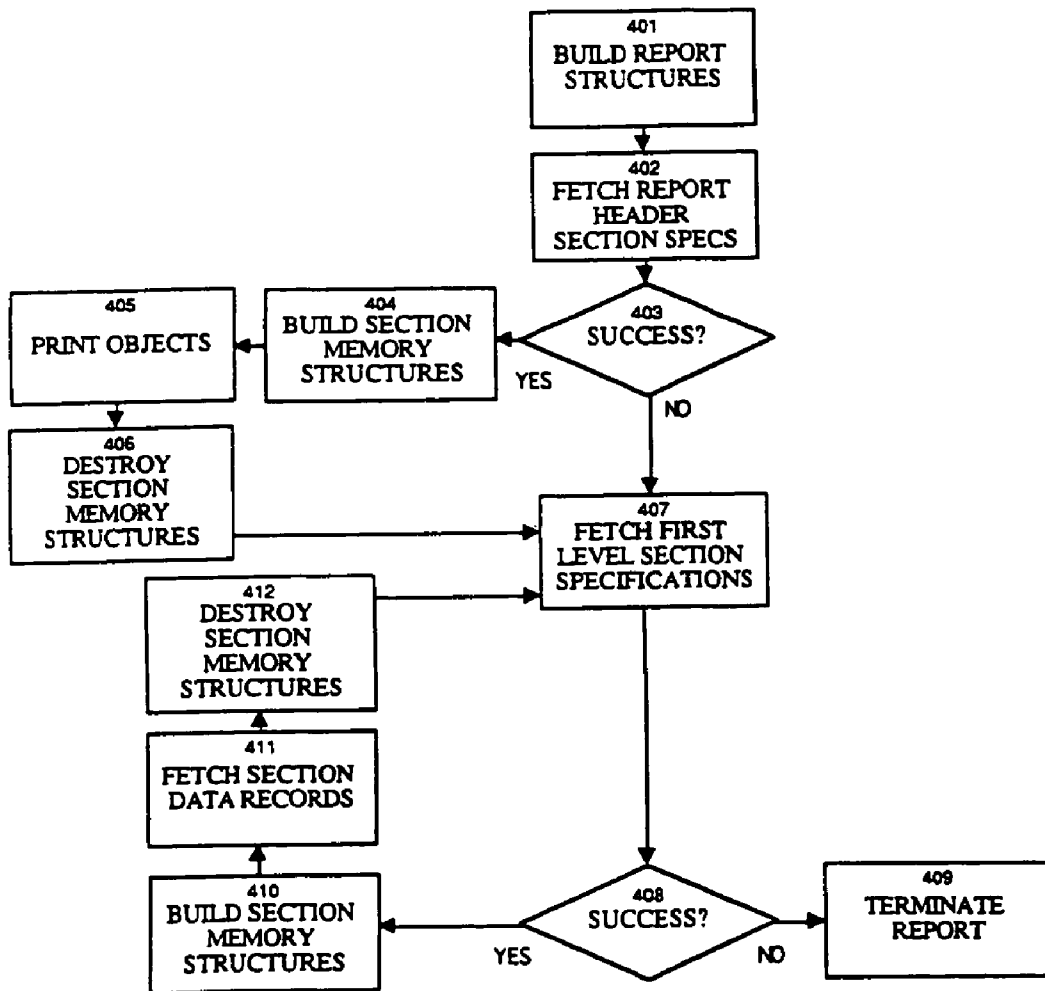 401
BUILD REPORT
STRUCTURES
402
FETCH REPORT
HEADER
SECTION SPECS
403
SUCCESS?
YES
NO
404
BUILD SECTION
MEMORY
STRUCTURES
405
PRINT OBJECTS
406
DESTROY
SECTION
MEMORY
STRUCTURES
407
FETCH FIRST
LEVEL SECTION
SPECIFICATIONS
412
DESTROY
SECTION
MEMORY
STRUCTURES
411
FETCH SECTION
DATA RECORDS
410
BUILD SECTION
MEMORY
STRUCTURES
408
SUCCESS?
YES
NO
409
TERMINATE
REPORT